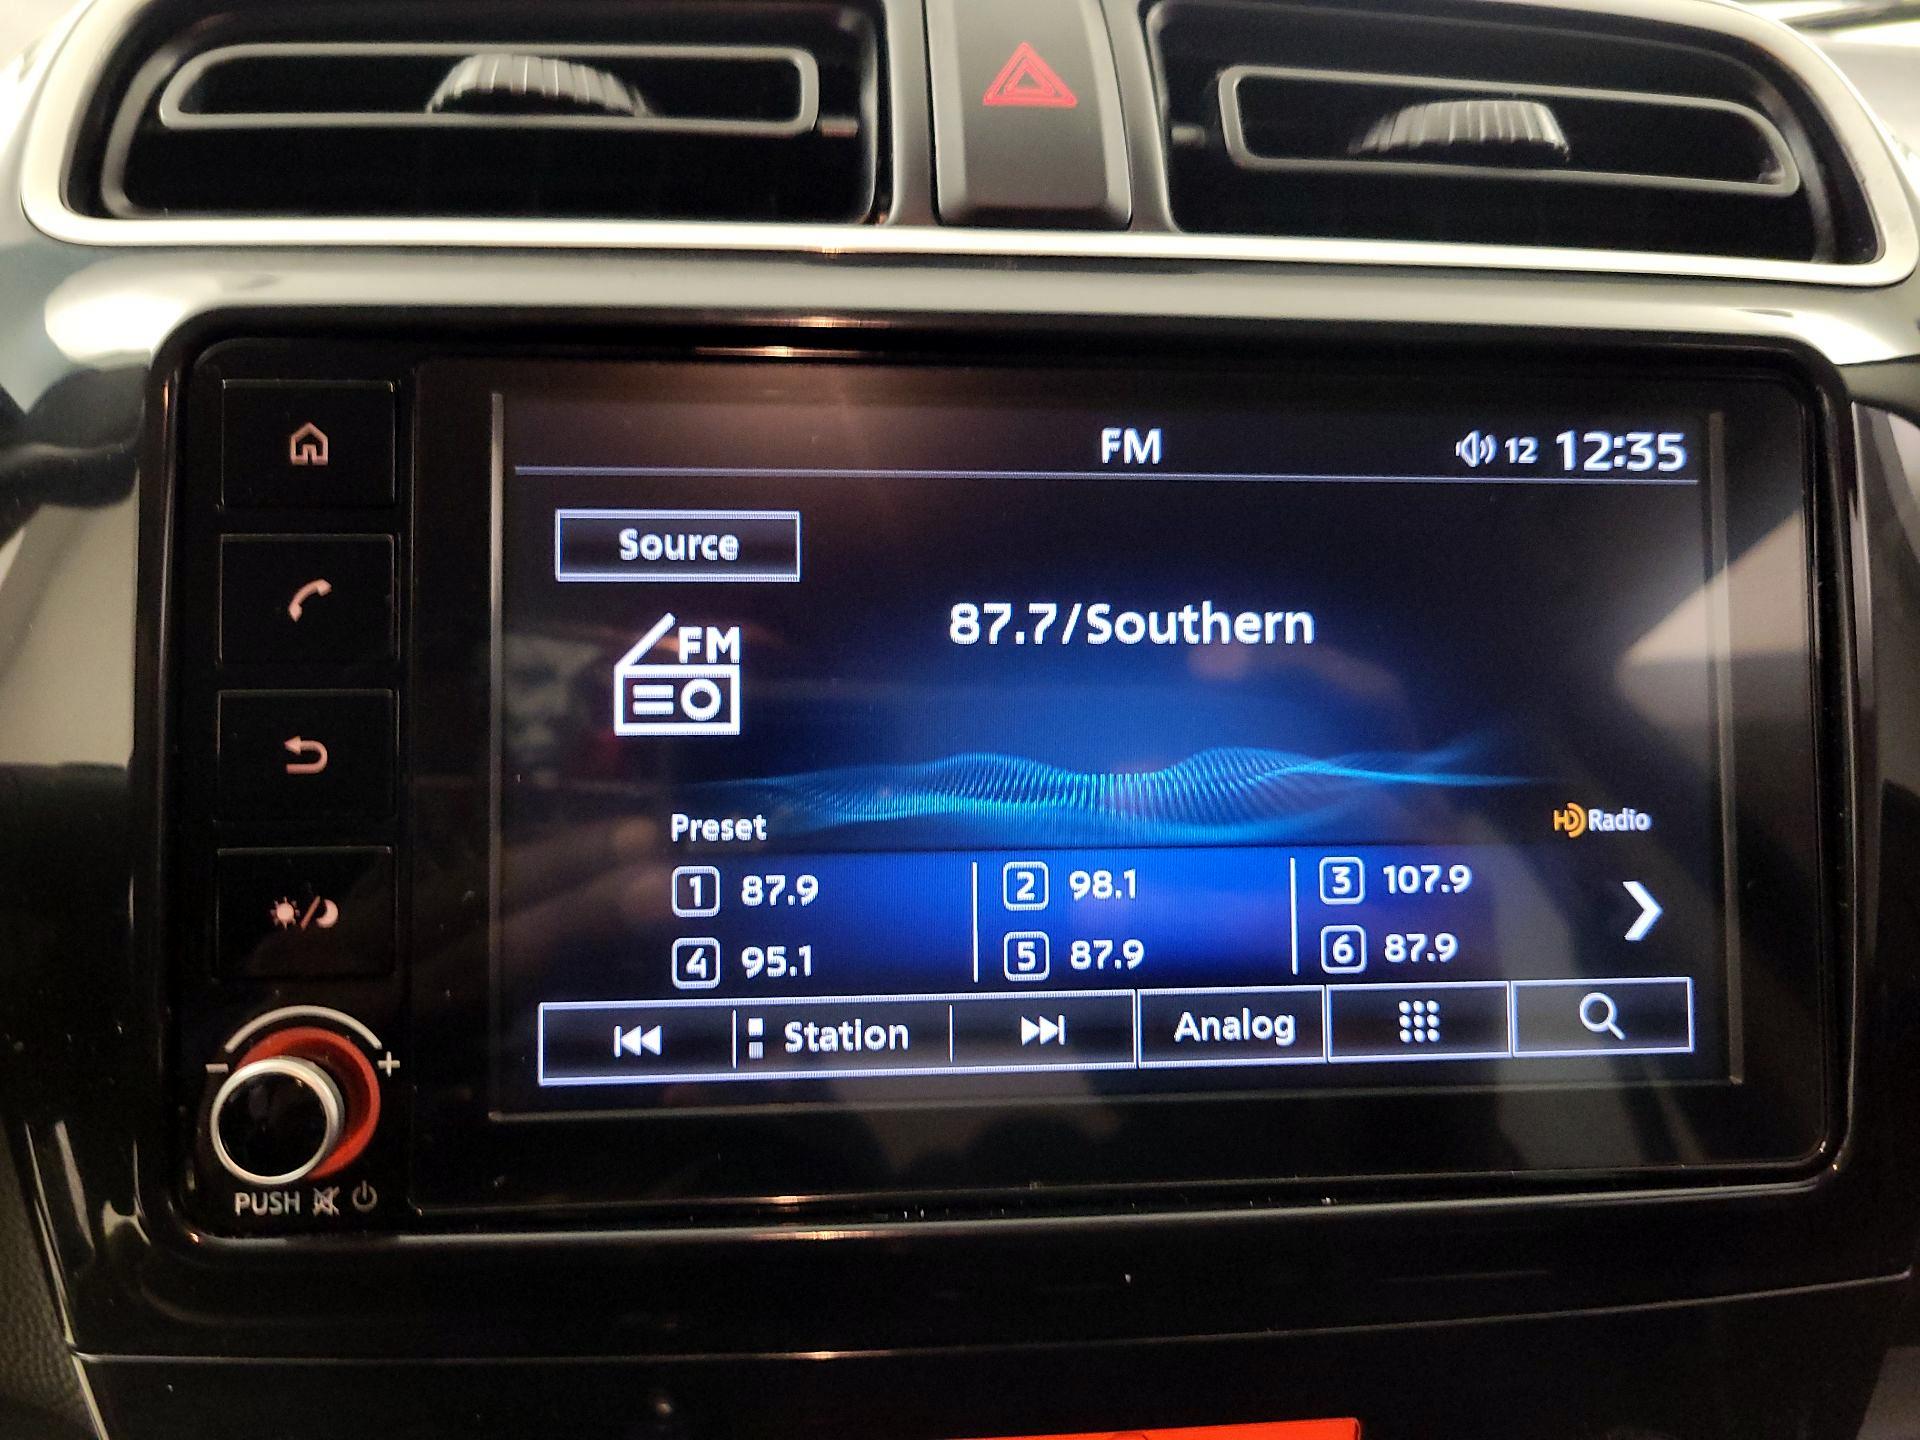 FM 12 12:35
Source
FM
87.7/Southern
Preset
HD Radio
1 87.9 2 98.1 3 107.9
4 95.1 5 87.9 6 87.9
Station Analog
- +
PUSH